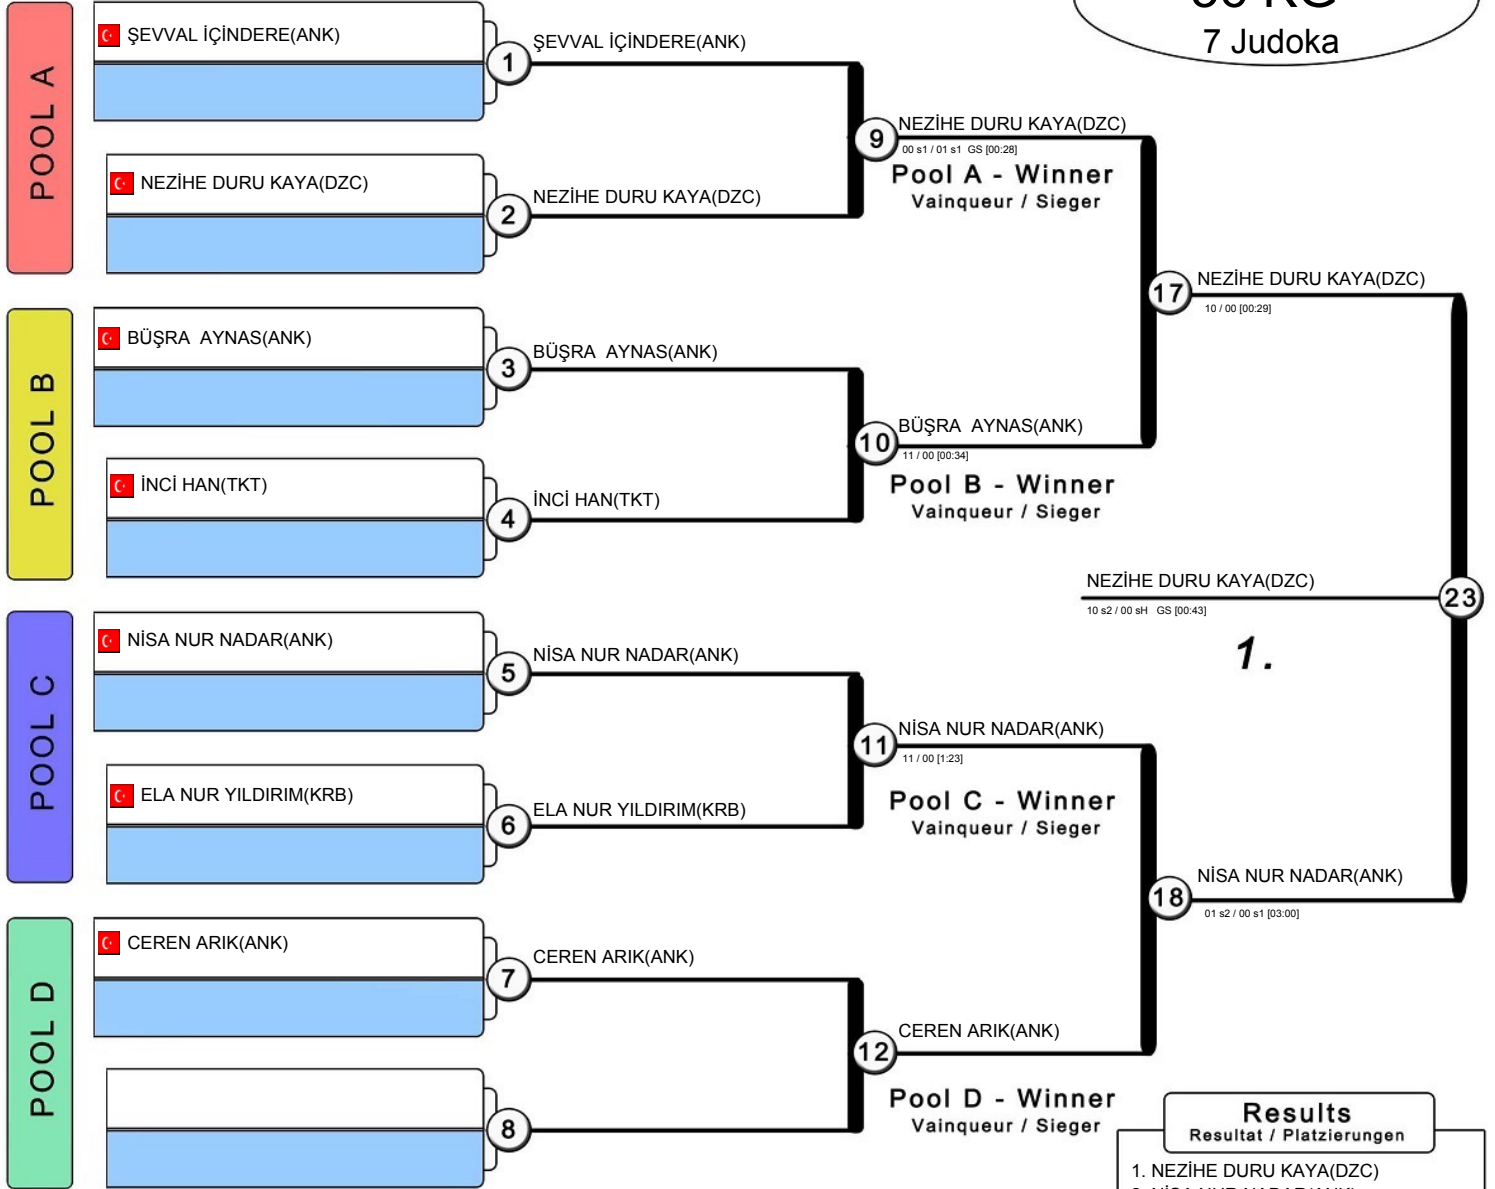 7 Judoka
POOL A
ŞEVVAL İÇİNDERE(ANK)
1
ŞEVVAL İÇİNDERE(ANK)
NEZİHE DURU KAYA(DZC)
2
NEZİHE DURU KAYA(DZC)
9
NEZİHE DURU KAYA(DZC)
00 s1 / 01 s1 GS [00:28]
Pool A - Winner
Vainqueur / Sieger
POOL B
BÜŞRA AYNAS(ANK)
3
BÜŞRA AYNAS(ANK)
İNCİ HAN(TKT)
4
İNCİ HAN(TKT)
10
BÜŞRA AYNAS(ANK)
11 / 00 [00:34]
Pool B - Winner
Vainqueur / Sieger
17
NEZİHE DURU KAYA(DZC)
10 / 00 [00:29]
POOL C
NİSA NUR NADAR(ANK)
5
NİSA NUR NADAR(ANK)
ELA NUR YILDIRIM(KRB)
6
ELA NUR YILDIRIM(KRB)
11
NİSA NUR NADAR(ANK)
11 / 00 [1:23]
Pool C - Winner
Vainqueur / Sieger
POOL D
CEREN ARIK(ANK)
7
CEREN ARIK(ANK)
8
12
CEREN ARIK(ANK)
Pool D - Winner
Vainqueur / Sieger
18
NİSA NUR NADAR(ANK)
01 s2 / 00 s1 [03:00]
NEZİHE DURU KAYA(DZC)
23
10 s2 / 00 sH GS [00:43]
1.
Results
Resultat / Platzierungen
1. NEZİHE DURU KAYA(DZC)